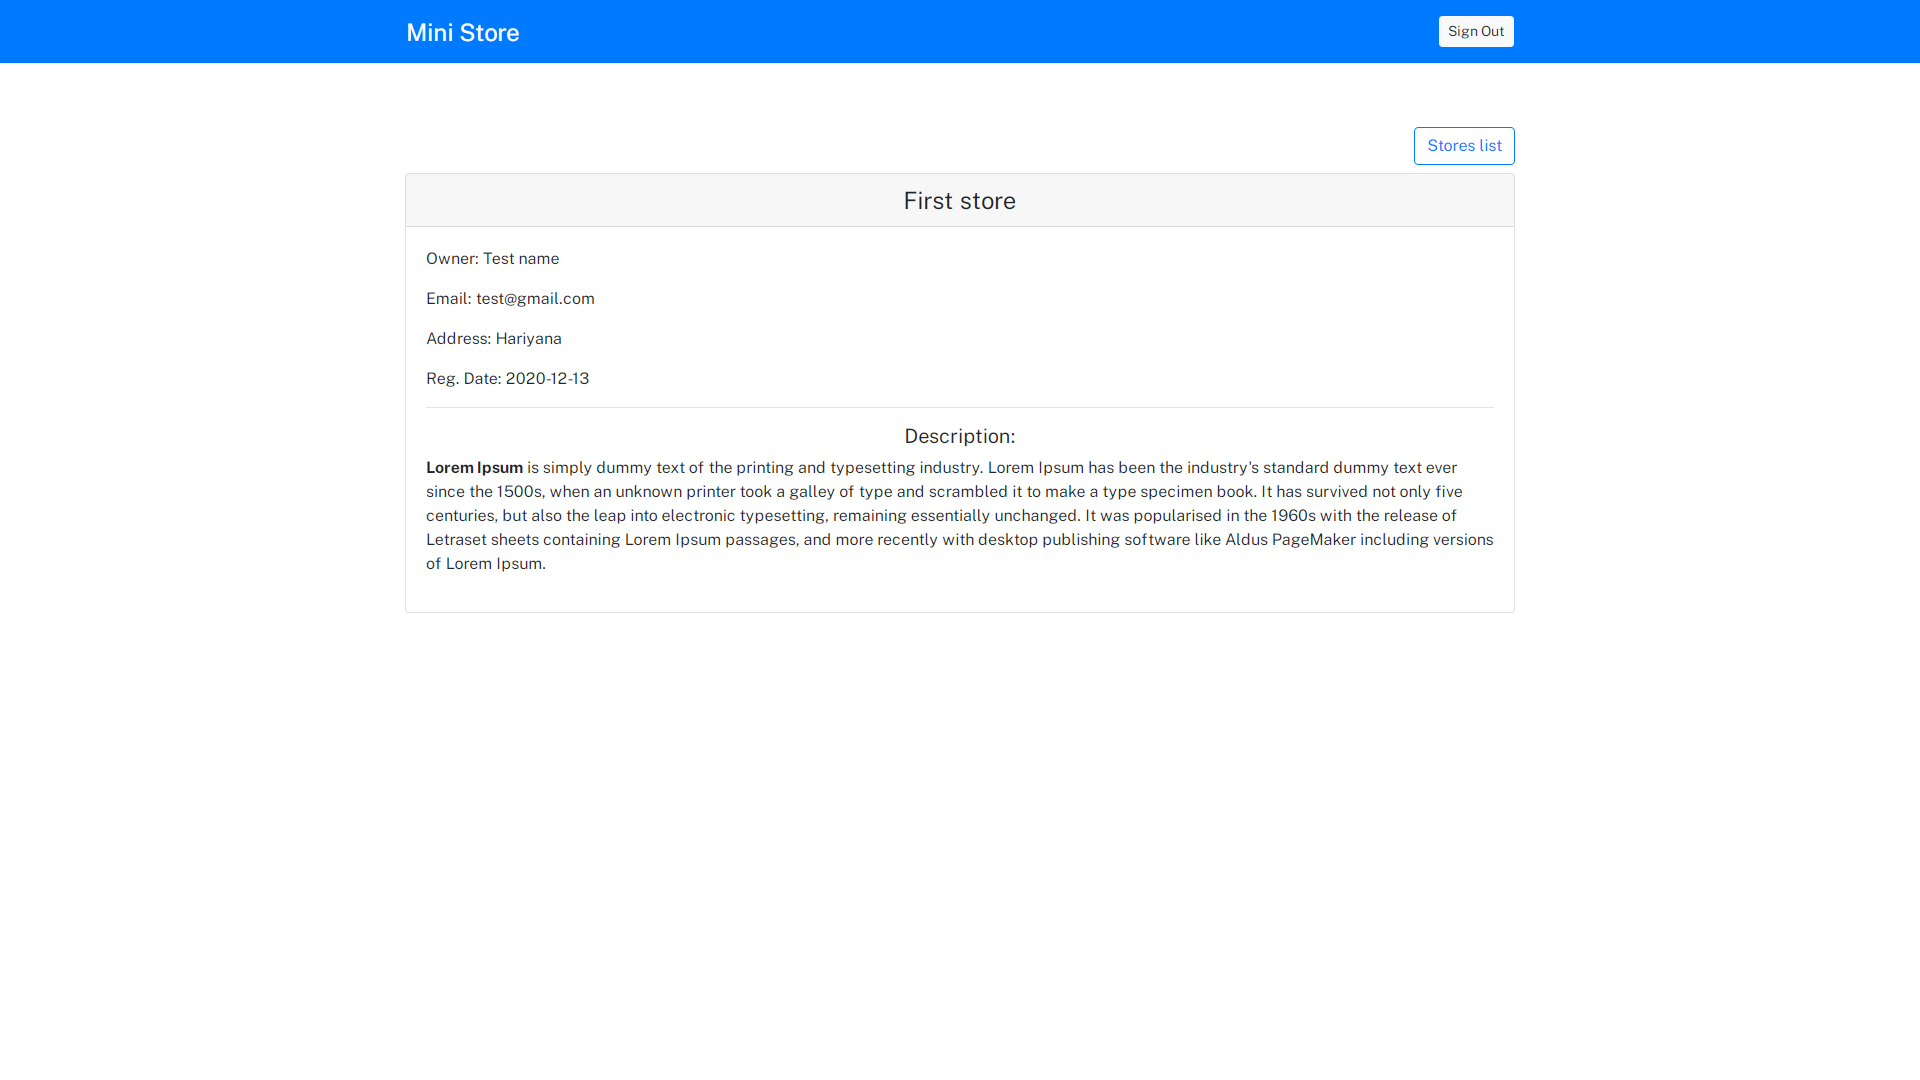 Mini Store
Sign Out
Stores list
First store
Owner: Test name
Email: test@gmail.com
Address: Hariyana
Reg. Date: 2020-12-13
Description:
Lorem Ipsum is simply dummy text of the printing and typesetting industry. Lorem Ipsum has been the industry's standard dummy text ever
since the 1500s, when an unknown printer took a galley of type and scrambled it to make a type specimen book. It has survived not only five
centuries, but also the leap into electronic typesetting, remaining essentially unchanged. It was popularised in the 1960s with the release of
Letraset sheets containing Lorem Ipsum passages, and more recently with desktop publishing software like Aldus PageMaker including versions
of Lorem Ipsum.